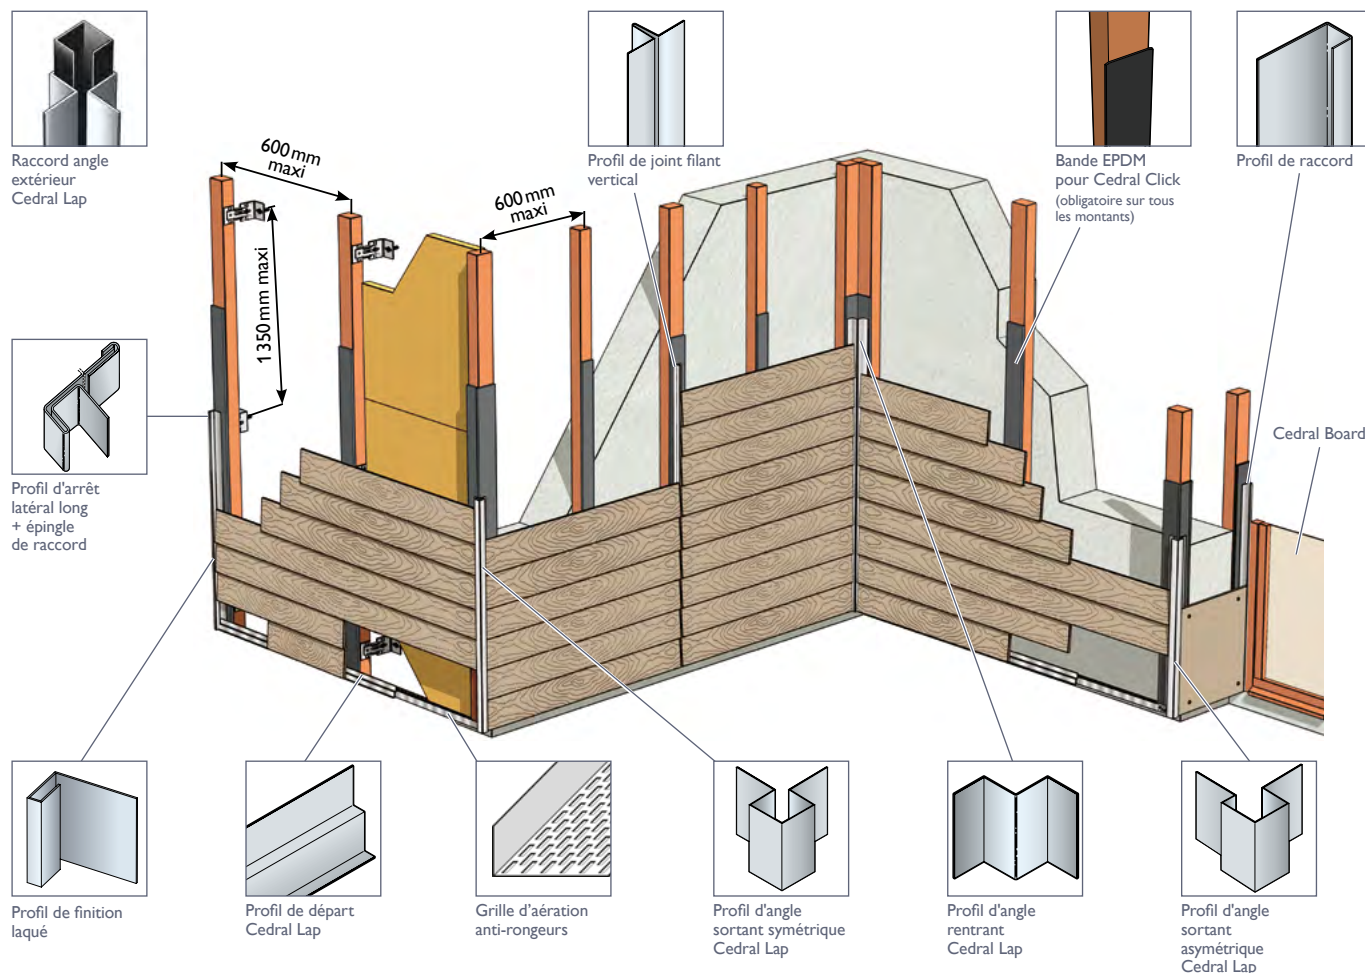 Raccord angle
extérieur
Cedral Lap
600 mm
maxi
600 mm
maxi
1350 mm maxi
Profil de joint filant
vertical
Bande EPDM
pour Cedral Click
(obligatoire sur tous
les montants)
Profil de raccord
Cedral Board
Profil d'arrêt
latéral long
+ épingle
de raccord
Profil de finition
laqué
Profil de départ
Cedral Lap
Grille d'aération
anti-rongeurs
Profil d'angle
sortant symétrique
Cedral Lap
Profil d'angle
rentrant
Cedral Lap
Profil d'angle
sortant
asymétrique
Cedral Lap